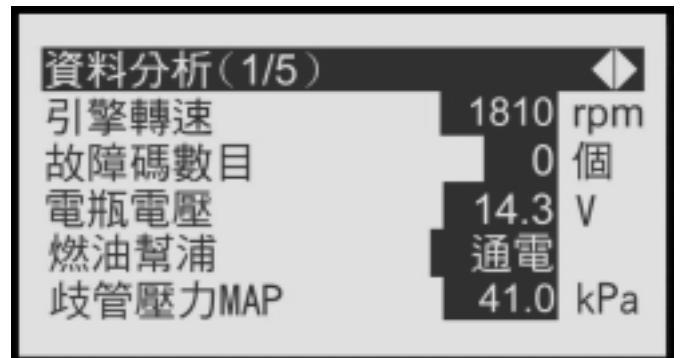 資料分析(1/5)
引擎轉速 1810 rpm
故障碼數目 0 個
電瓶電壓 14.3 V
燃油幫浦 通電
歧管壓力MAP 41.0 kPa